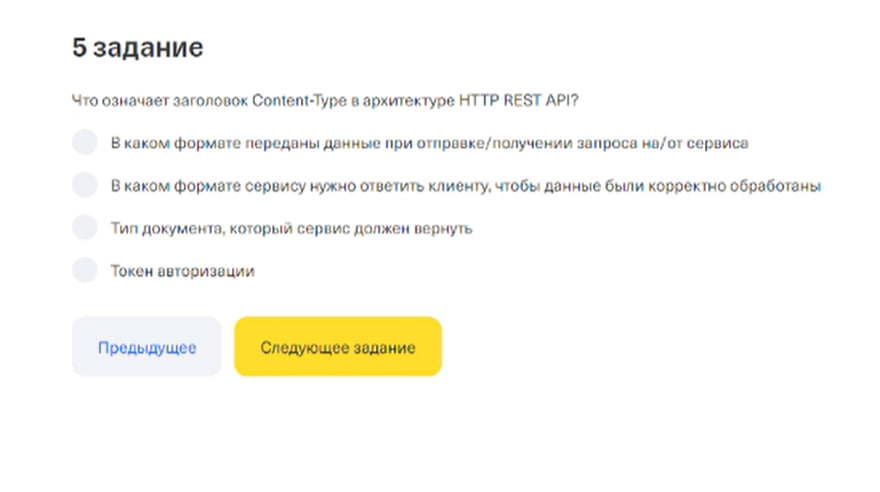 5 задание
Что означает заголовок Content-Type в архитектуре HTTP REST API?
В каком формате переданы данные при отправке/получении запроса на/от сервиса
В каком формате сервису нужно ответить клиенту, чтобы данные были корректно обработаны
Тип документа, который сервис должен вернуть
Токен авторизации
Предыдущее
Следующее задание